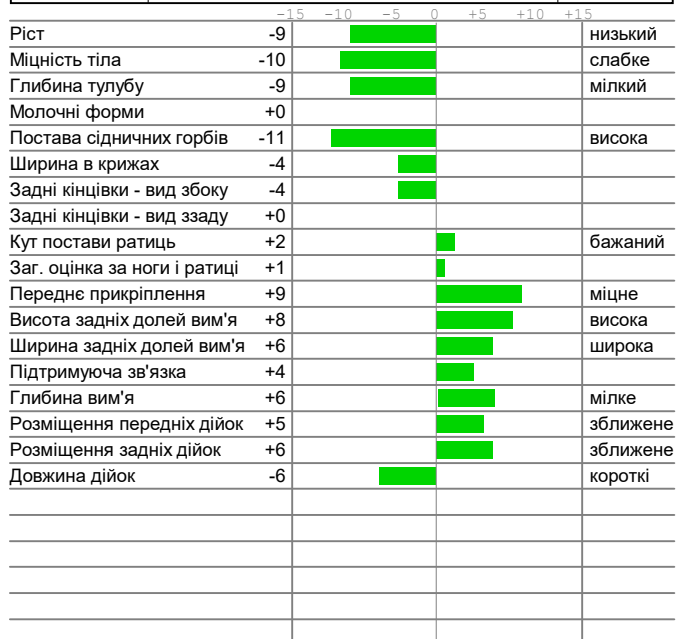 -15 -10 -5 0 +5 +10 +15
Ріст -9 низький
Міцність тіла -10 слабке
Глибина тулубу -9 мілкий
Молочні форми +0
Постава сідничних горбів -11 висока
Ширина в крижах -4
Задні кінцівки - вид збоку -4
Задні кінцівки - вид ззаду +0
Кут постави ратиць +2 бажаний
Заг. оцінка за ноги і ратиці +1
Переднє прикріплення +9 міцне
Висота задніх долей вим'я +8 висока
Ширина задніх долей вим'я +6 широка
Підтримуюча зв'язка +4
Глибина вим'я +6 мілке
Розміщення передніх дійок +5 зближене
Розміщення задніх дійок +6 зближене
Довжина дійок -6 короткі